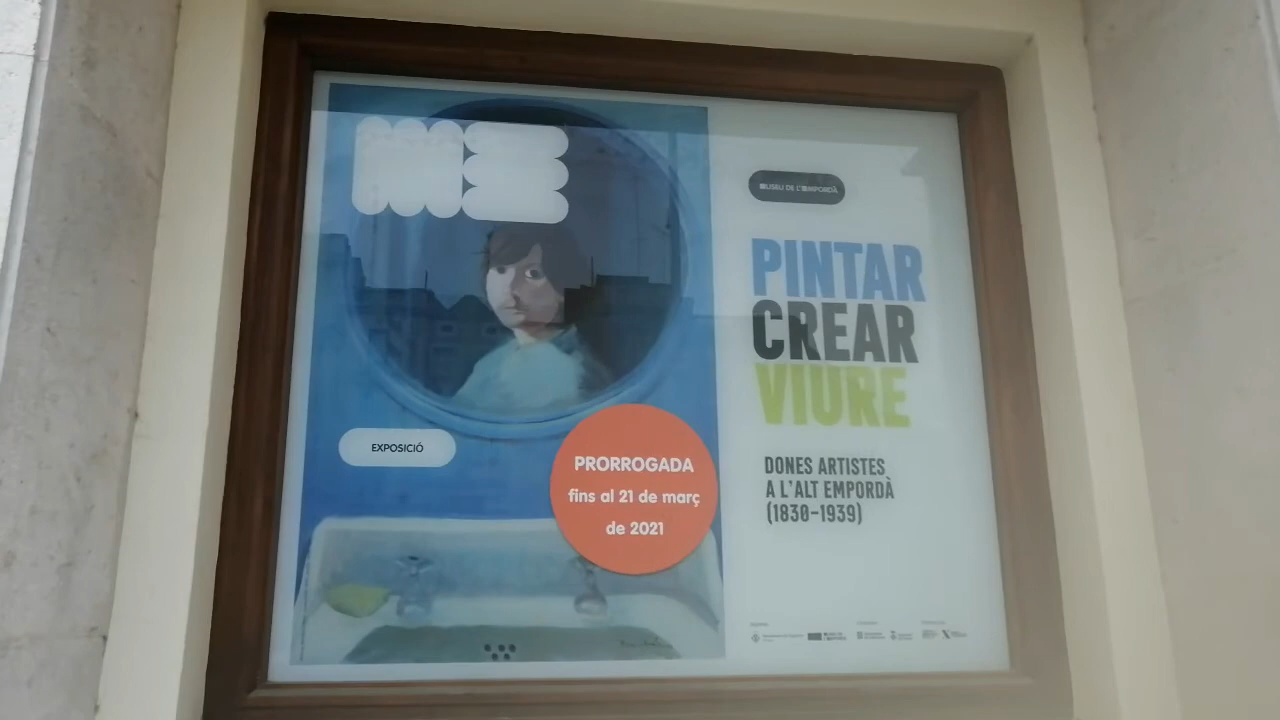 MUSEU DE L'EMPORDÀ
PINTAR
CREAR
VIURE
EXPOSICIÓ
PRORROGADA
fins al 21 de març
de 2021
DONES ARTISTES
A L'ALT EMPORDÀ
(1830-1939)